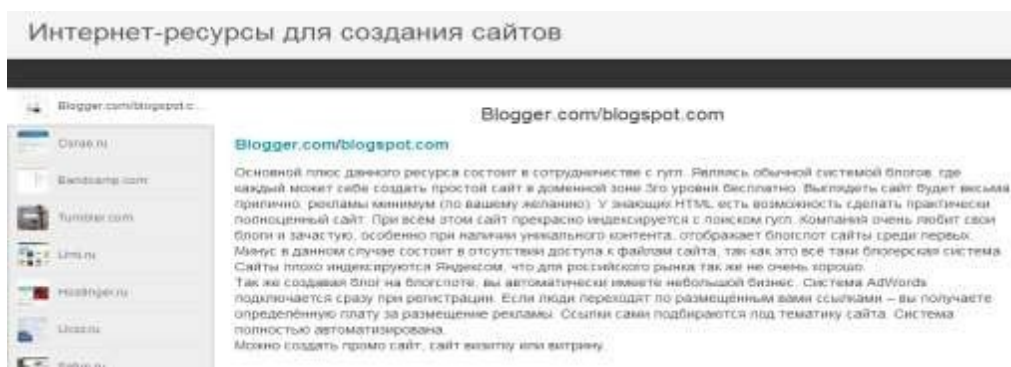 Интернет-ресурсы для создания сайтов
Blogger.com/blogspot.c...
Bandcamp.com
Tumbler.com
Umi.ru
Hostinger.ru
Ucoz.ru
Blogger.com/blogspot.com
Blogger.com/blogspot.com
Основной плюс данного ресурса состоит в сотрудничестве с гугл. Являясь обычной системой блогов, где
каждый может себе создать простой сайт в доменной зоне 3го уровня бесплатно. Выглядеть сайт будет весьма
прилично, рекламы минимум (по вашему желанию). У знающих HTML, есть возможность сделать практически
полноценный сайт. При всём этом сайт прекрасно индексируется с поиском гугл. Компания очень любит свои
блоги и зачастую, особенно при наличии уникального контента, отображает блогспот сайты среди первых.
Минус в данном случае состоит в отсутствии доступа к файлам сайта, так как это всё таки блогерская система.
Сайты плохо индексируются Яндексом, что для российского рынка так же не очень хорошо.
Так же создавая блог на блогспоте, вы автоматически имеете небольшой бизнес. Система AdWords
подключается сразу при регистрации. Если люди переходят по размещённым вами ссылками – вы получаете
определённую плату за размещение рекламы. Ссылки сами подбираются под тематику сайта. Система
полностью автоматизирована.
Можно создать промо сайт, сайт визитку или витрину.